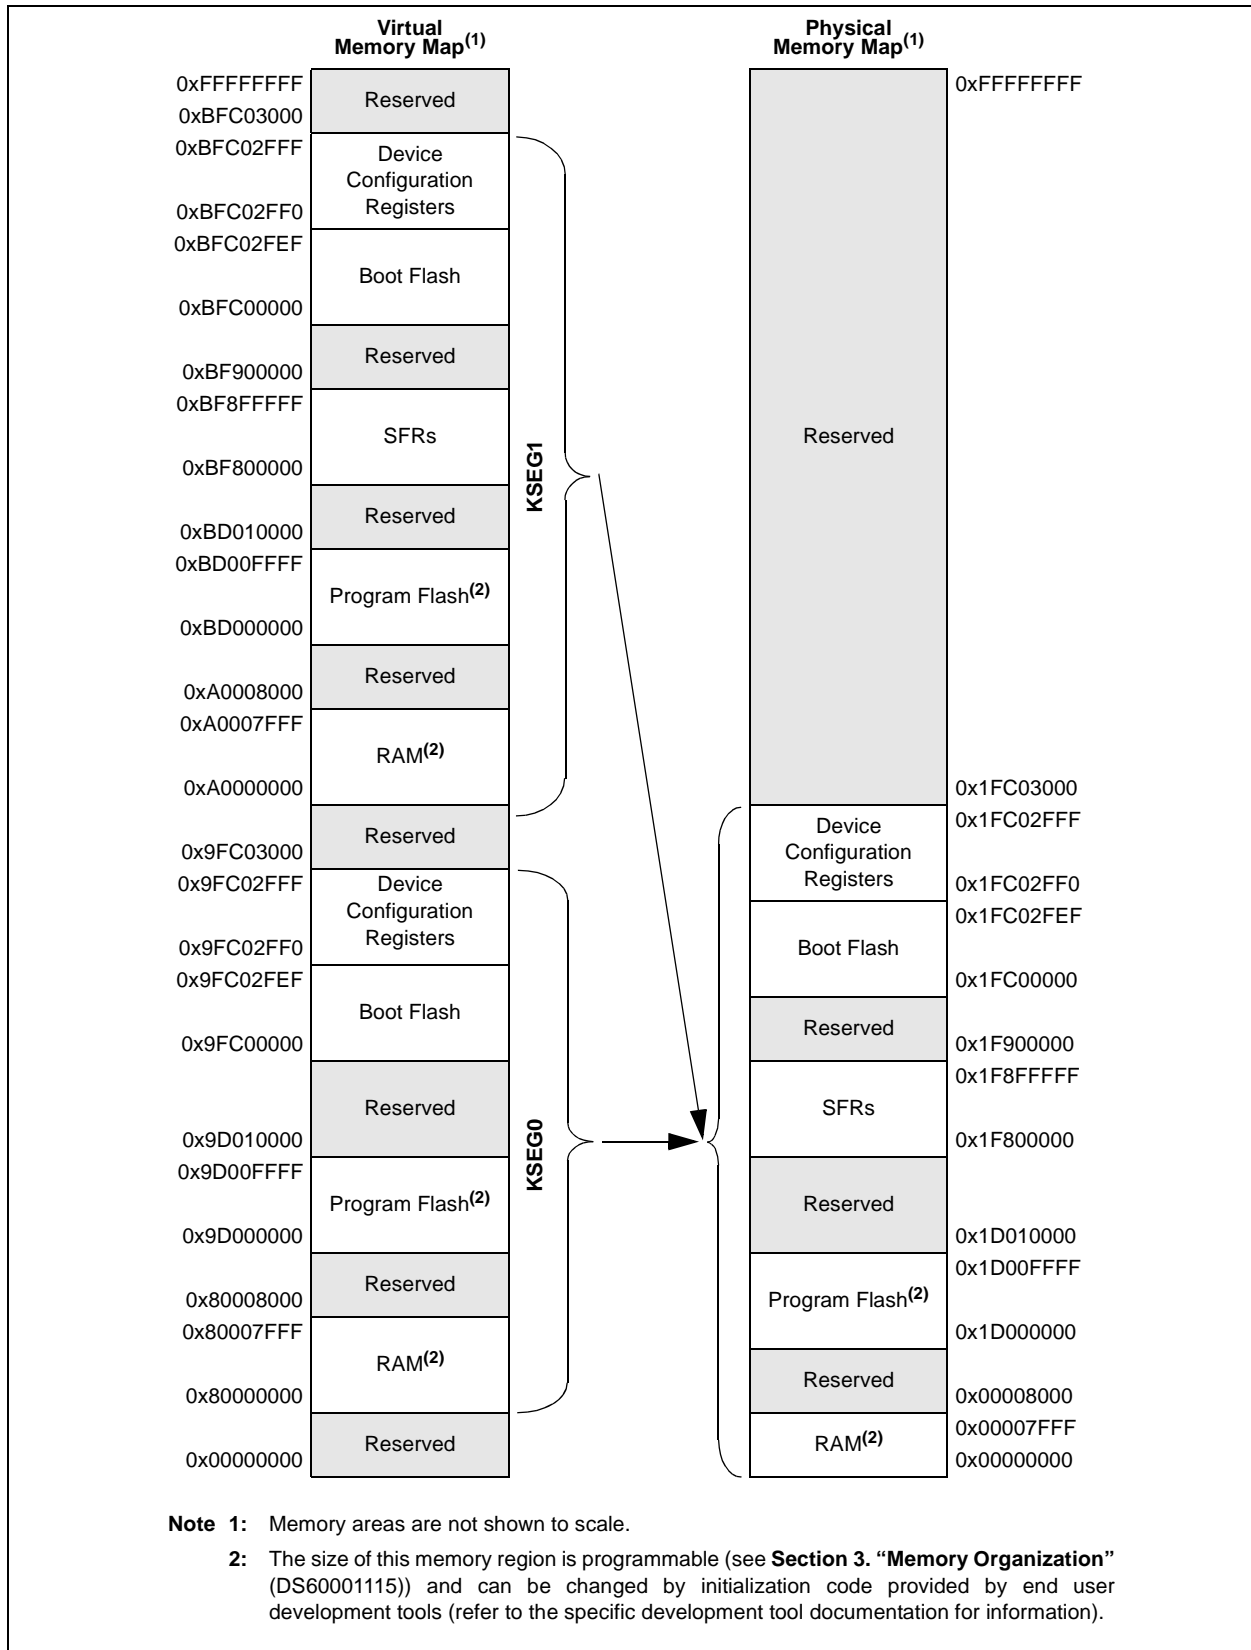 Virtual
Memory Map(1)
Physical
Memory Map(1)
0xFFFFFFFF
Reserved
0xBFC03000
0xBFC02FFF
Device
Configuration
Registers
0xBFC02FF0
0xBFC02FEF
Boot Flash
0xBFC00000
Reserved
0xBF900000
0xBF8FFFFF
SFRs
0xBF800000
Reserved
0xBD010000
0xBD00FFFF
Program Flash(2)
0xBD000000
Reserved
0xA0008000
0xA0007FFF
RAM(2)
0xA0000000
Reserved
0x9FC03000
0x9FC02FFF
Device
Configuration
Registers
0x9FC02FF0
0x9FC02FEF
Boot Flash
0x9FC00000
Reserved
0x9D010000
0x9D00FFFF
Program Flash(2)
0x9D000000
Reserved
0x80008000
0x80007FFF
RAM(2)
0x80000000
Reserved
0x00000000
KSEG1
KSEG0
0xFFFFFFFF
Reserved
0x1FC03000
0x1FC02FFF
Device
Configuration
Registers
0x1FC02FF0
0x1FC02FEF
Boot Flash
0x1FC00000
Reserved
0x1F900000
0x1F8FFFFF
SFRs
0x1F800000
Reserved
0x1D010000
0x1D00FFFF
Program Flash(2)
0x1D000000
Reserved
0x00008000
0x00007FFF
RAM(2)
0x00000000
Note 1: Memory areas are not shown to scale.
2: The size of this memory region is programmable (see Section 3. “Memory Organization”
(DS60001115)) and can be changed by initialization code provided by end user
development tools (refer to the specific development tool documentation for information).